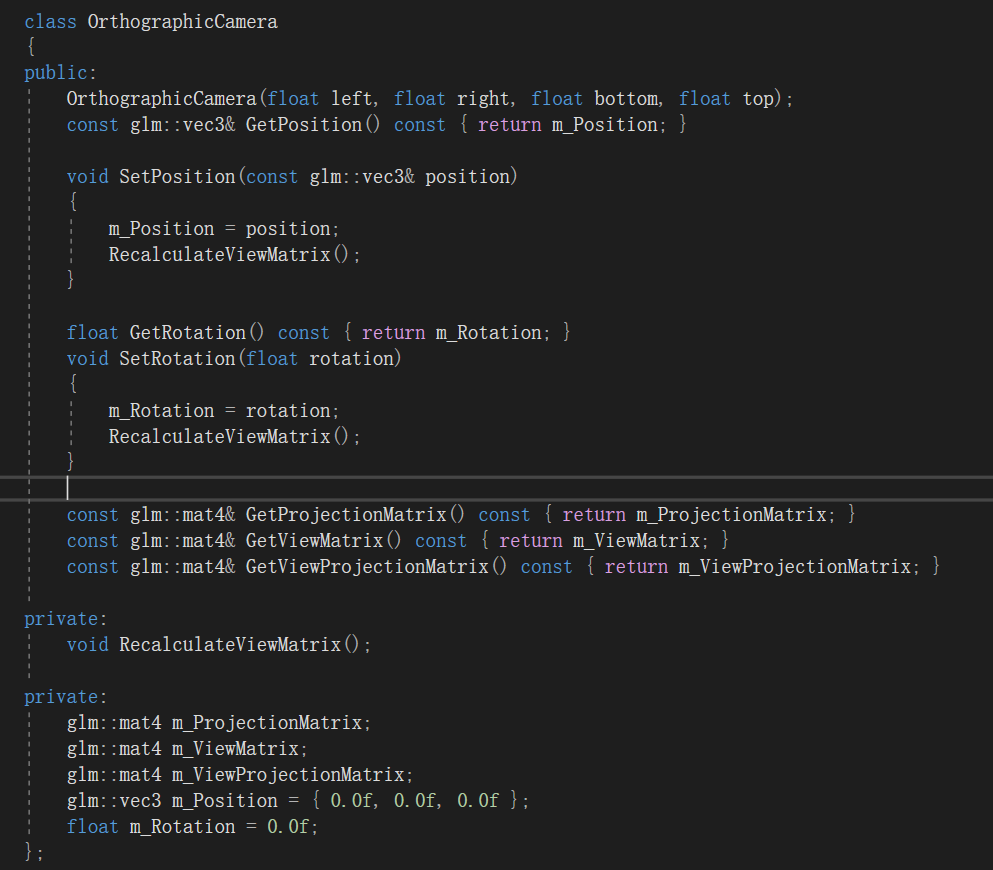 class OrthographicCamera
{
public:
    OrthographicCamera(float left, float right, float bottom, float top);
    const glm::vec3& GetPosition() const { return m_Position; }

    void SetPosition(const glm::vec3& position)
    {
        m_Position = position;
        RecalculateViewMatrix();
    }

    float GetRotation() const { return m_Rotation; }
    void SetRotation(float rotation)
    {
        m_Rotation = rotation;
        RecalculateViewMatrix();
    }

    const glm::mat4& GetProjectionMatrix() const { return m_ProjectionMatrix; }
    const glm::mat4& GetViewMatrix() const { return m_ViewMatrix; }
    const glm::mat4& GetViewProjectionMatrix() const { return m_ViewProjectionMatrix; }

private:
    void RecalculateViewMatrix();

private:
    glm::mat4 m_ProjectionMatrix;
    glm::mat4 m_ViewMatrix;
    glm::mat4 m_ViewProjectionMatrix;
    glm::vec3 m_Position = { 0.0f, 0.0f, 0.0f };
    float m_Rotation = 0.0f;
};